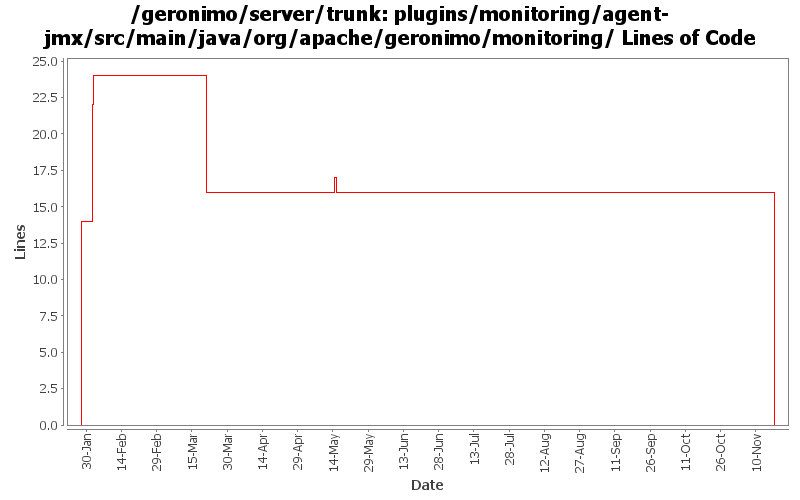 /geronimo/server/trunk: plugins/monitoring/agent-
jmx/src/main/java/org/apache/geronimo/monitoring/ Lines of Code
25.0
22.5
20.0
17.5
15.0
12.5
10.0
7.5
5.0
2.5
0.0
Lines
30-Jan
14-Feb
29-Feb
15-Mar
30-Mar
14-Apr
29-Apr
14-May
29-May
13-Jun
28-Jun
13-Jul
28-Jul
12-Aug
27-Aug
11-Sep
26-Sep
11-Oct
26-Oct
10-Nov
Date